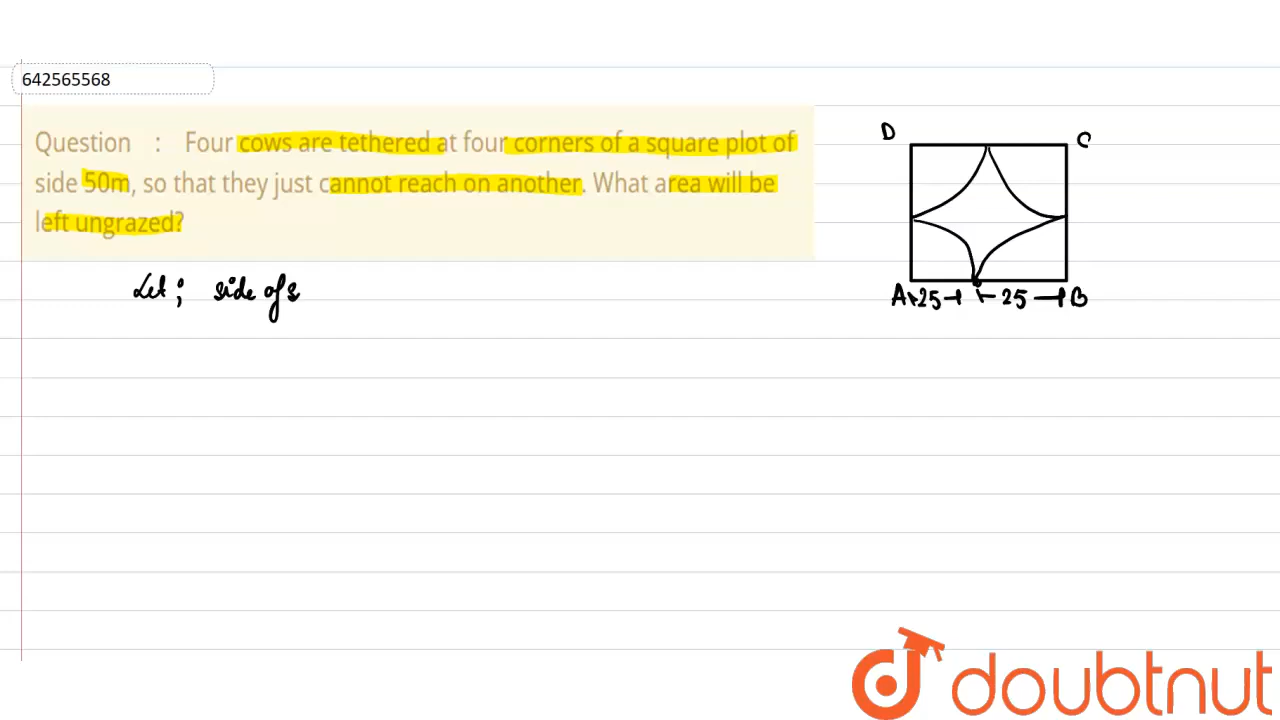 642565568
Question : Four cows are tethered at four corners of a square plot of
side 50m, so that they just cannot reach on another. What area will be
left ungrazed?
Let; side of s
D C
A 25 25 B
doubtnut